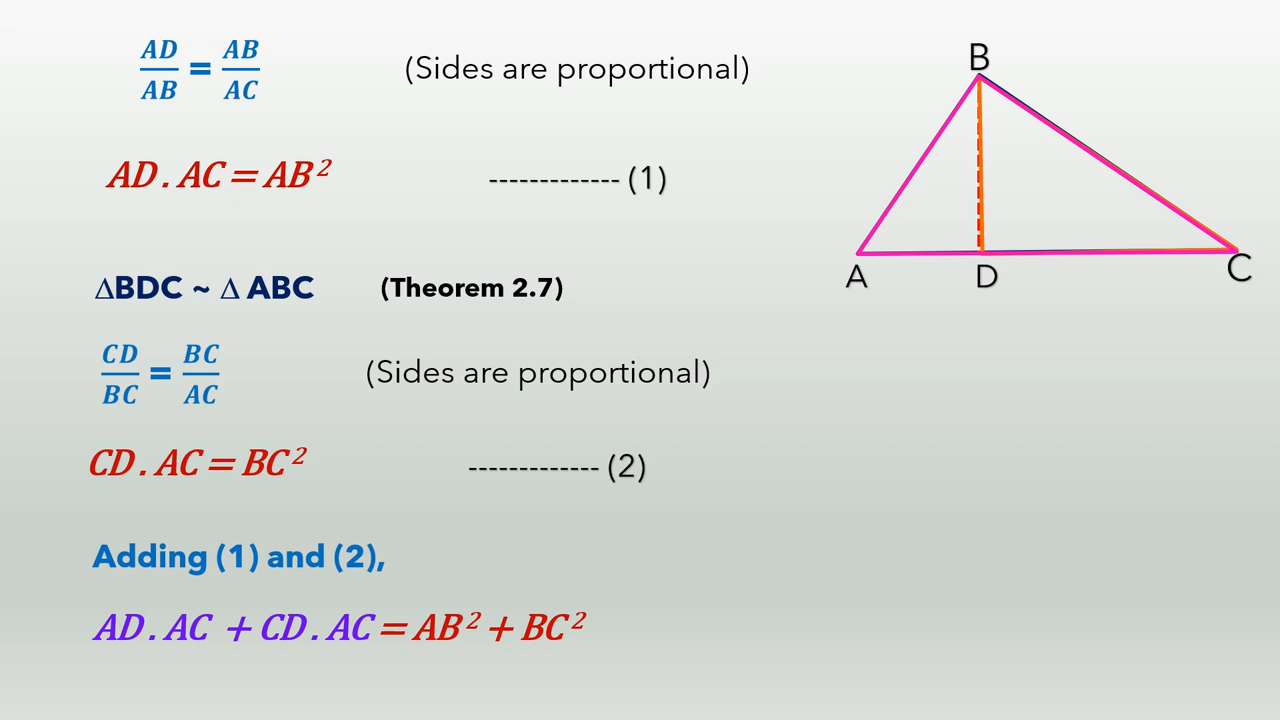 AD/AB = AB/AC (Sides are proportional)
AD . AC = AB² ------------- (1)
∆BDC ~ ∆ ABC (Theorem 2.7)
CD/BC = BC/AC (Sides are proportional)
CD . AC = BC² ------------- (2)
Adding (1) and (2),
AD . AC + CD . AC = AB² + BC²
B
A
D
C